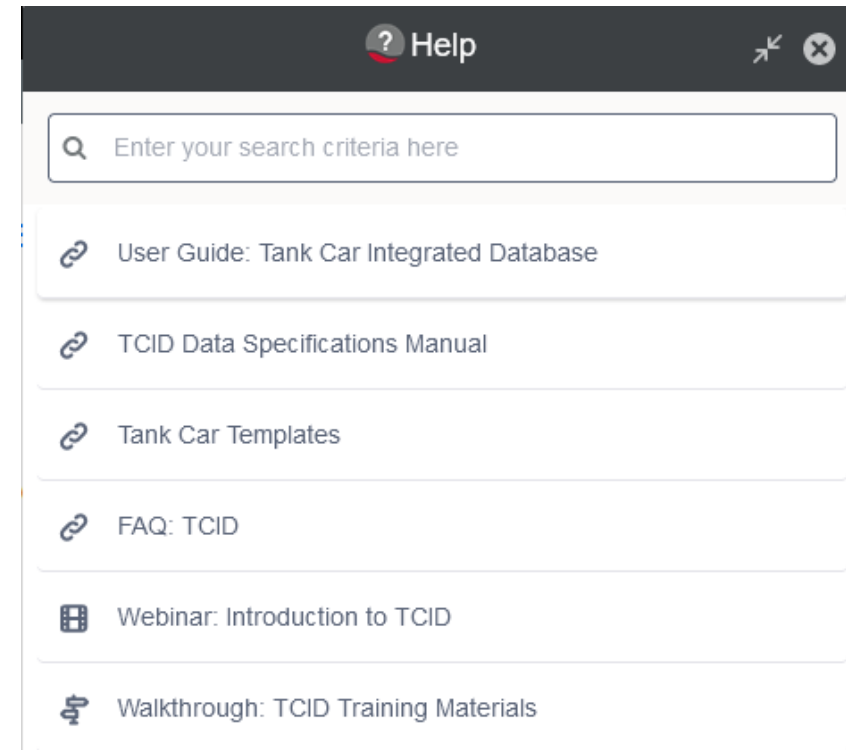 ? Help
Enter your search criteria here
User Guide: Tank Car Integrated Database
TCID Data Specifications Manual
Tank Car Templates
FAQ: TCID
Webinar: Introduction to TCID
Walkthrough: TCID Training Materials